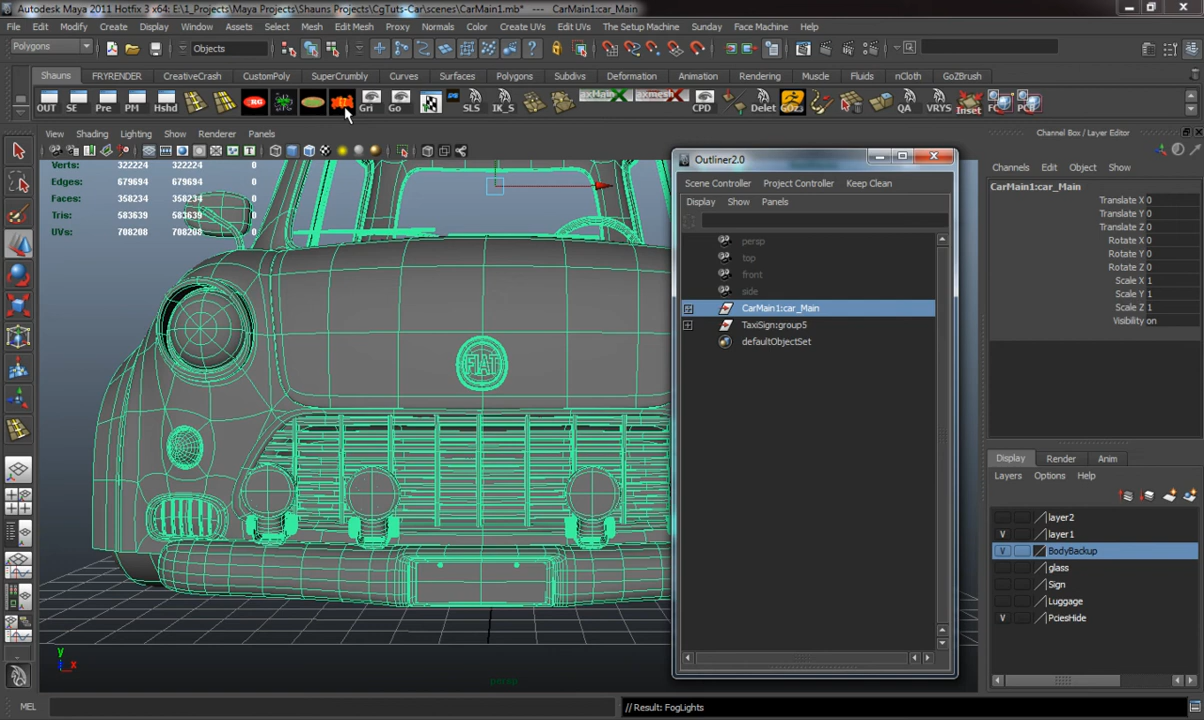 Autodesk Maya 2011 Hotfix 3 x64: E:\1_Projects\Maya Projects\Shauns Projects\CgTuts-Car\scenes\CarMain1.mb* --- CarMain1:car_Main
File Edit Modify Create Display Window Assets Select Mesh Edit Mesh Proxy Normals Color Create UVs Edit UVs The Setup Machine Muscle Help
Polygons Objects
Shauns FRYRENDER CreativeCrash CustomPoly SuperCrumbly Curves Surfaces Polygons Subdivs Deformation Animation Rendering Muscle Fluids nCloth GoZBrush
OUT SE Pre PM Hshd Gri Go SLS IK_S axMain axmesh CPD Delet GOz3 QA VRYS Inset FC PCB
View Shading Lighting Show Renderer Panels
Verts: 322224 322224 0
Edges: 679694 679694 0
Faces: 358234 358234 0
Tris: 583639 583639 0
UVs: 708208 708208 0
FIAT
y
x
persp
Outliner2.0
Scene Controller Project Controller Keep Clean
Display Show Panels
persp
top
front
side
CarMain1:car_Main
TaxiSign:group5
defaultObjectSet
Channel Box / Layer Editor
Channels Edit Object Show
CarMain1:car_Main
Translate X 0
Translate Y 0
Translate Z 0
Rotate X 0
Rotate Y 0
Rotate Z 0
Scale X 1
Scale Y 1
Scale Z 1
Visibility on
Display Render Anim
Layers Options Help
layer2
V layer1
V BodyBackup
glass
Sign
Luggage
V PciesHide
MEL // Result: FogLights